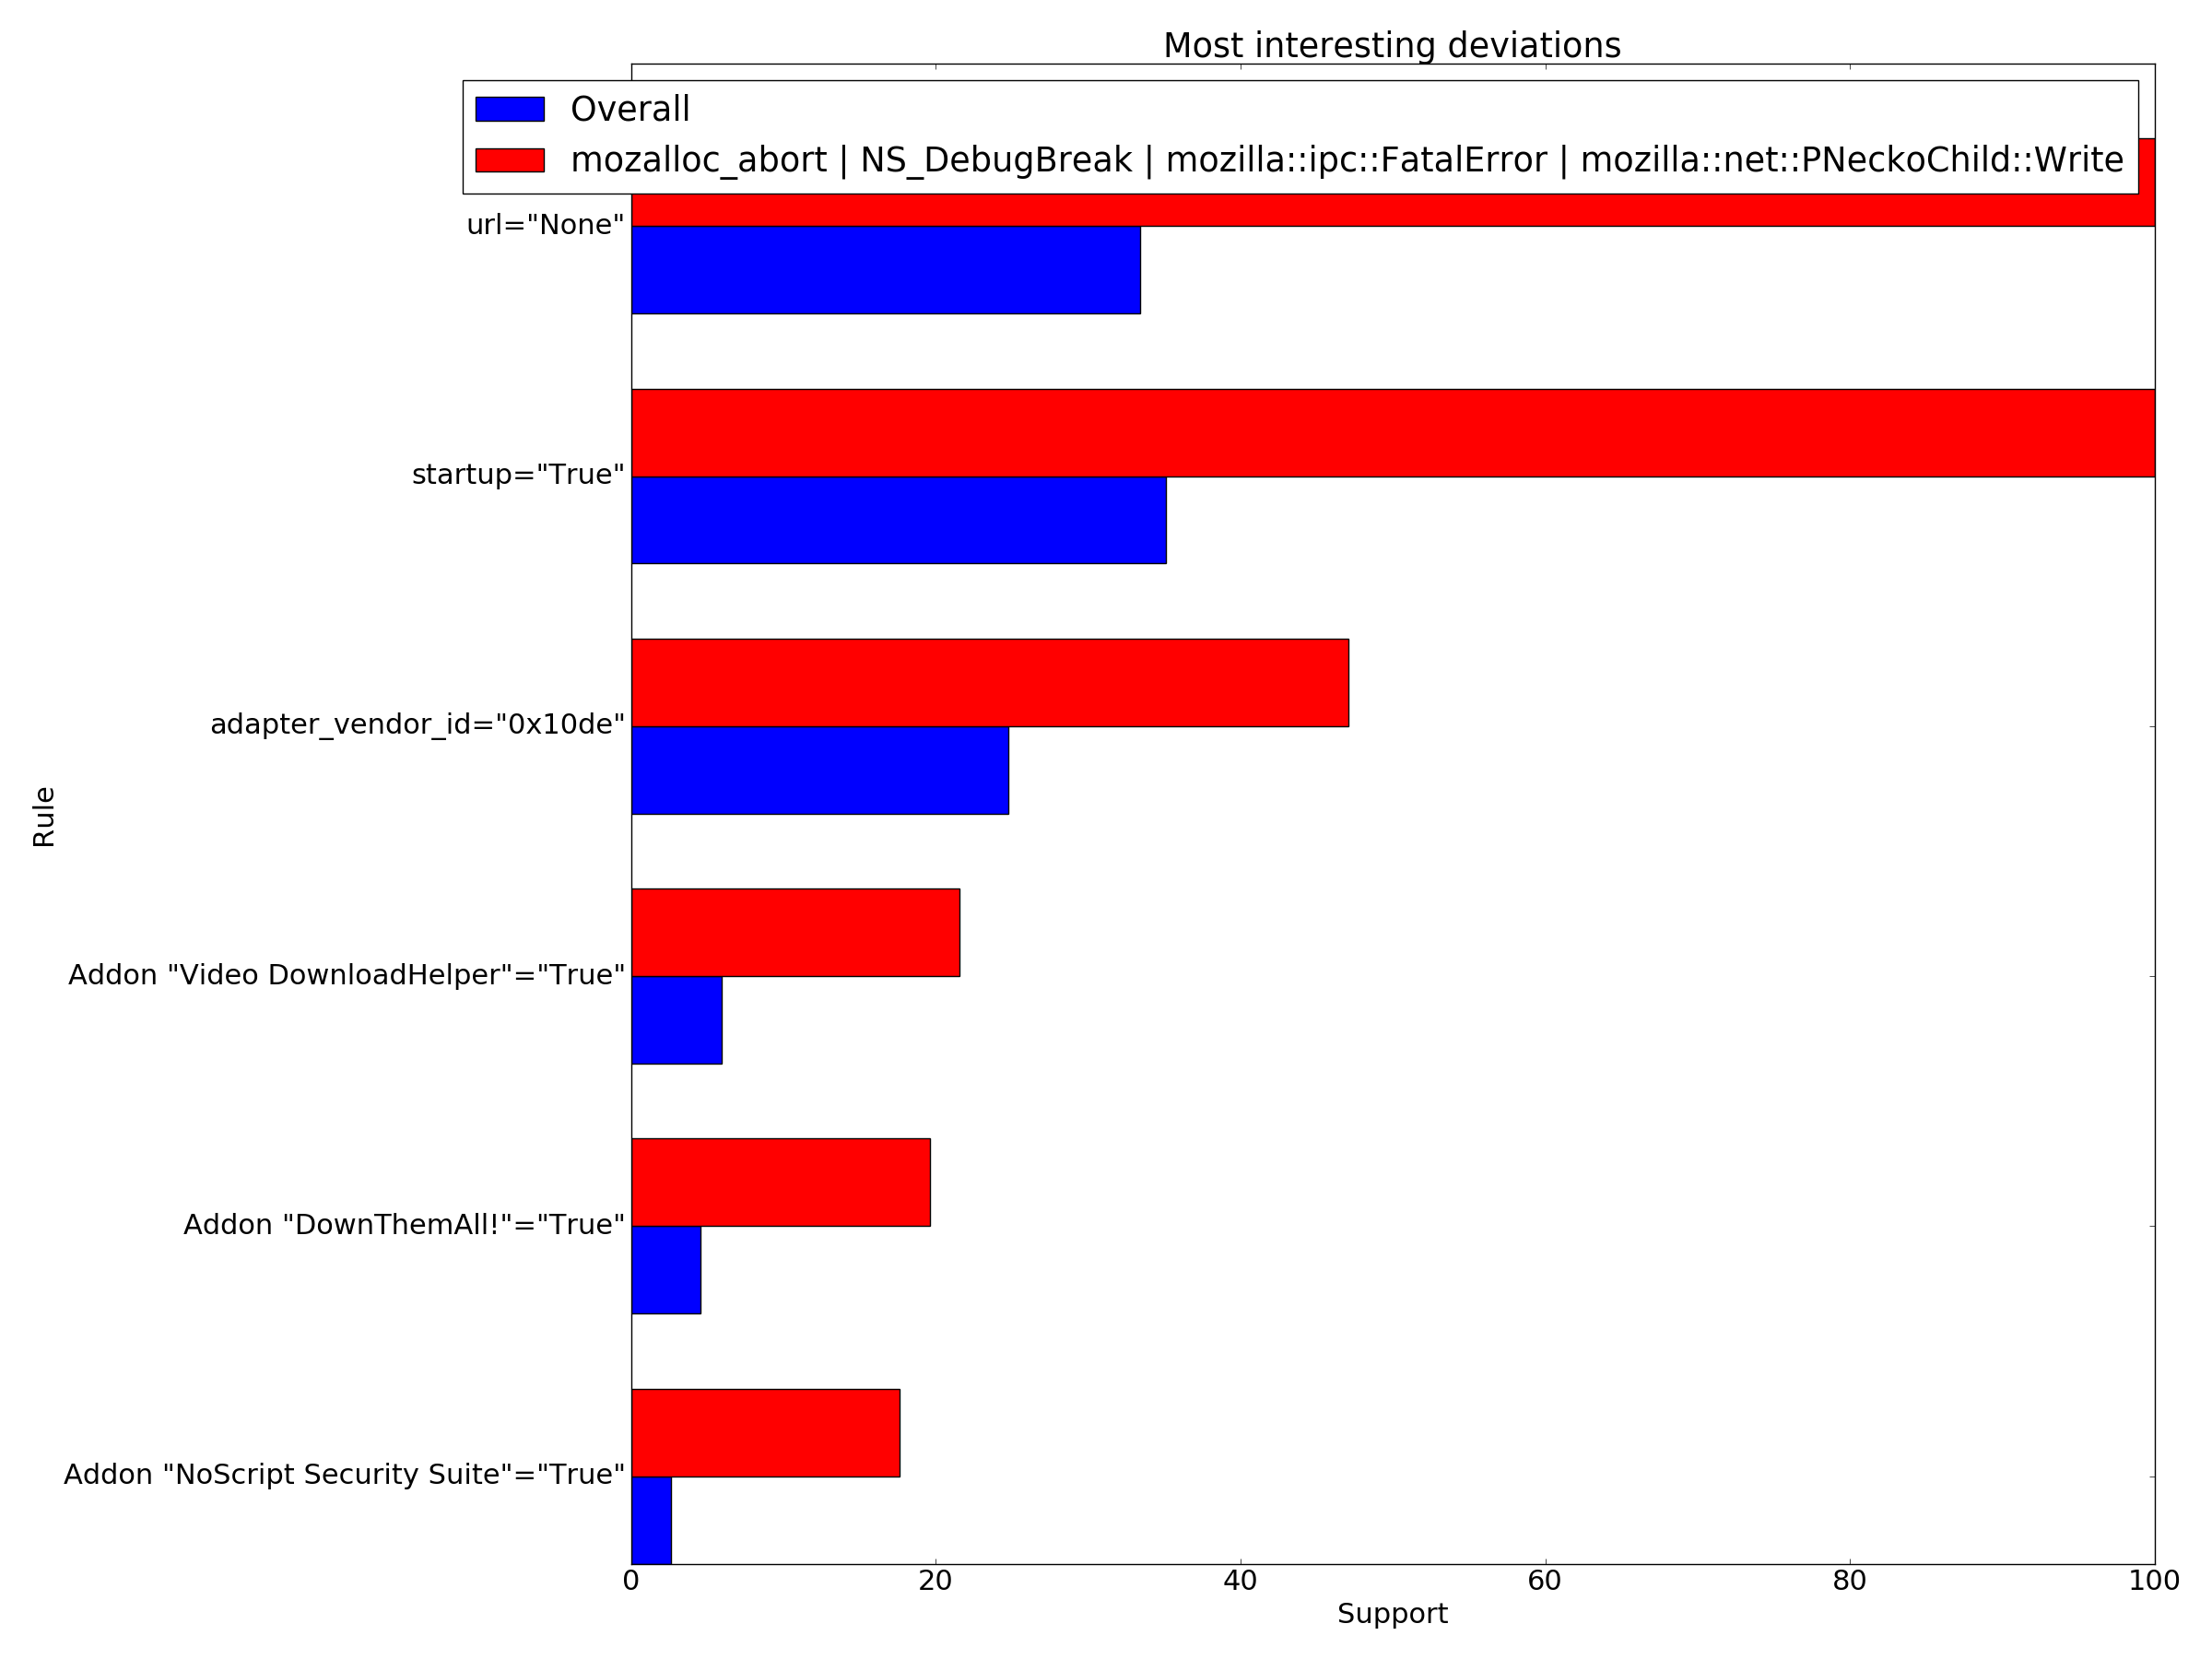 Most interesting deviations
Overall
mozalloc_abort | NS_DebugBreak | mozilla::ipc::FatalError | mozilla::net::PNeckoChild::Write
url="None"
startup="True"
adapter_vendor_id="0x10de"
Rule
Addon "Video DownloadHelper"="True"
Addon "DownThemAll!"="True"
Addon "NoScript Security Suite"="True"
0 20 40 60 80 100
Support